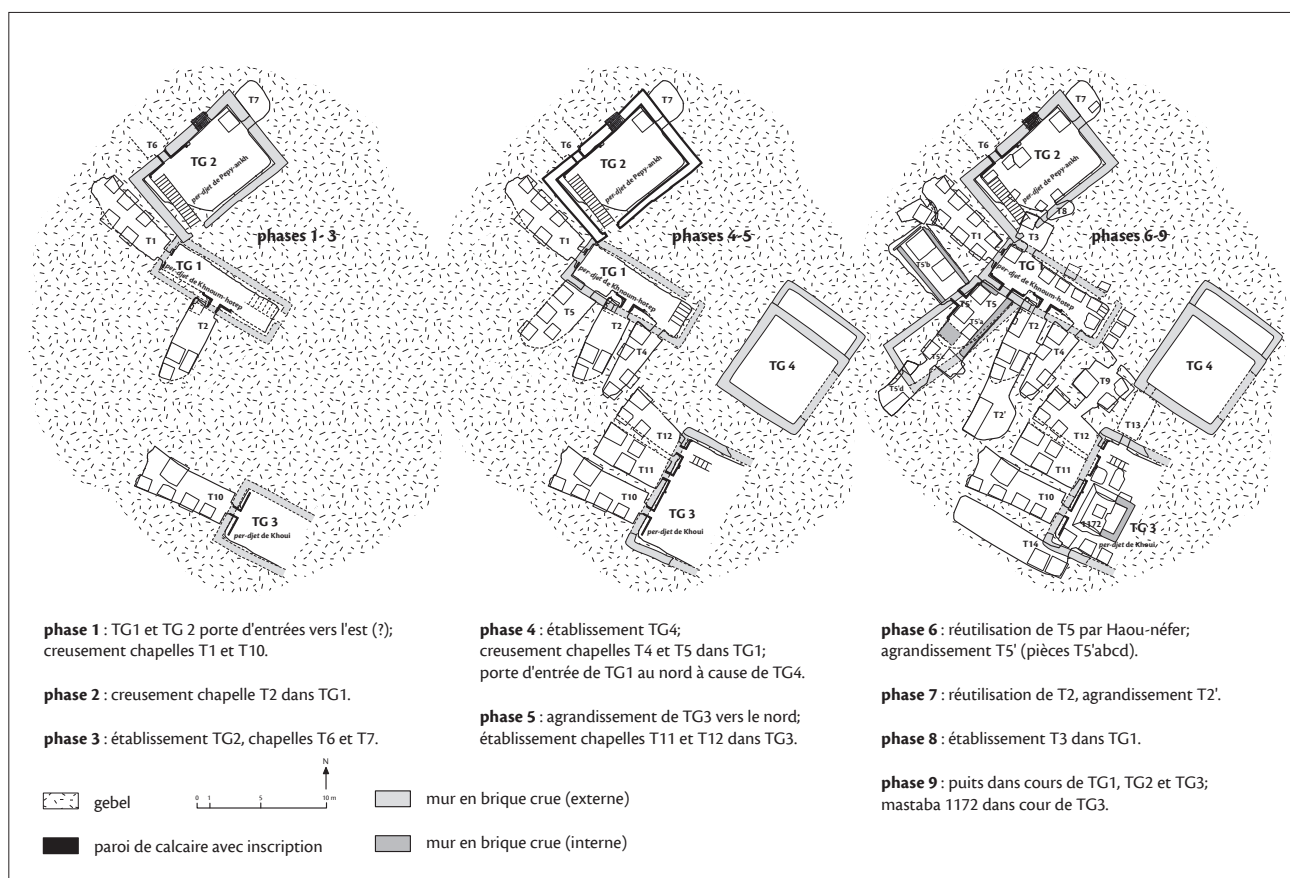 T7
T6
TG 2
per-djet de Pepy-ankh
T1
phases 1- 3
TG 1
per-djet de Khnoum-hotep
T2
T10
TG 3
per-djet de Khoui
T7
T6
TG 2
per-djet de Pepy-ankh
T1
phases 4-5
TG 1
per-djet de Khnoum-hotep
T5
T2
T4
TG 4
T12
T11
T10
TG 3
per-djet de Khoui
T7
T6
TG 2
per-djet de Pepy-ankh
T8
T3
T1
phases 6-9
T5'b
TG 1
per-djet de Khnoum-hotep
T5'
T5
T5'a
T2
T5'c
T4
T5'd
T9
TG 4
T2'
T13
T12
T11
T10
1172
TG 3
per-djet de Khoui
T14
phase 1 : TG1 et TG 2 porte d'entrées vers l'est (?);
creusement chapelles T1 et T10.
phase 2 : creusement chapelle T2 dans TG1.
phase 3 : établissement TG2, chapelles T6 et T7.
phase 4 : établissement TG4;
creusement chapelles T4 et T5 dans TG1;
porte d'entrée de TG1 au nord à cause de TG4.
phase 5 : agrandissement de TG3 vers le nord;
établissement chapelles T11 et T12 dans TG3.
phase 6 : réutilisation de T5 par Haou-néfer;
agrandissement T5' (pièces T5'abcd).
phase 7 : réutilisation de T2, agrandissement T2'.
phase 8 : établissement T3 dans TG1.
phase 9 : puits dans cours de TG1, TG2 et TG3;
mastaba 1172 dans cour de TG3.
gebel
0 1 5 10 m
N
mur en brique crue (externe)
paroi de calcaire avec inscription
mur en brique crue (interne)